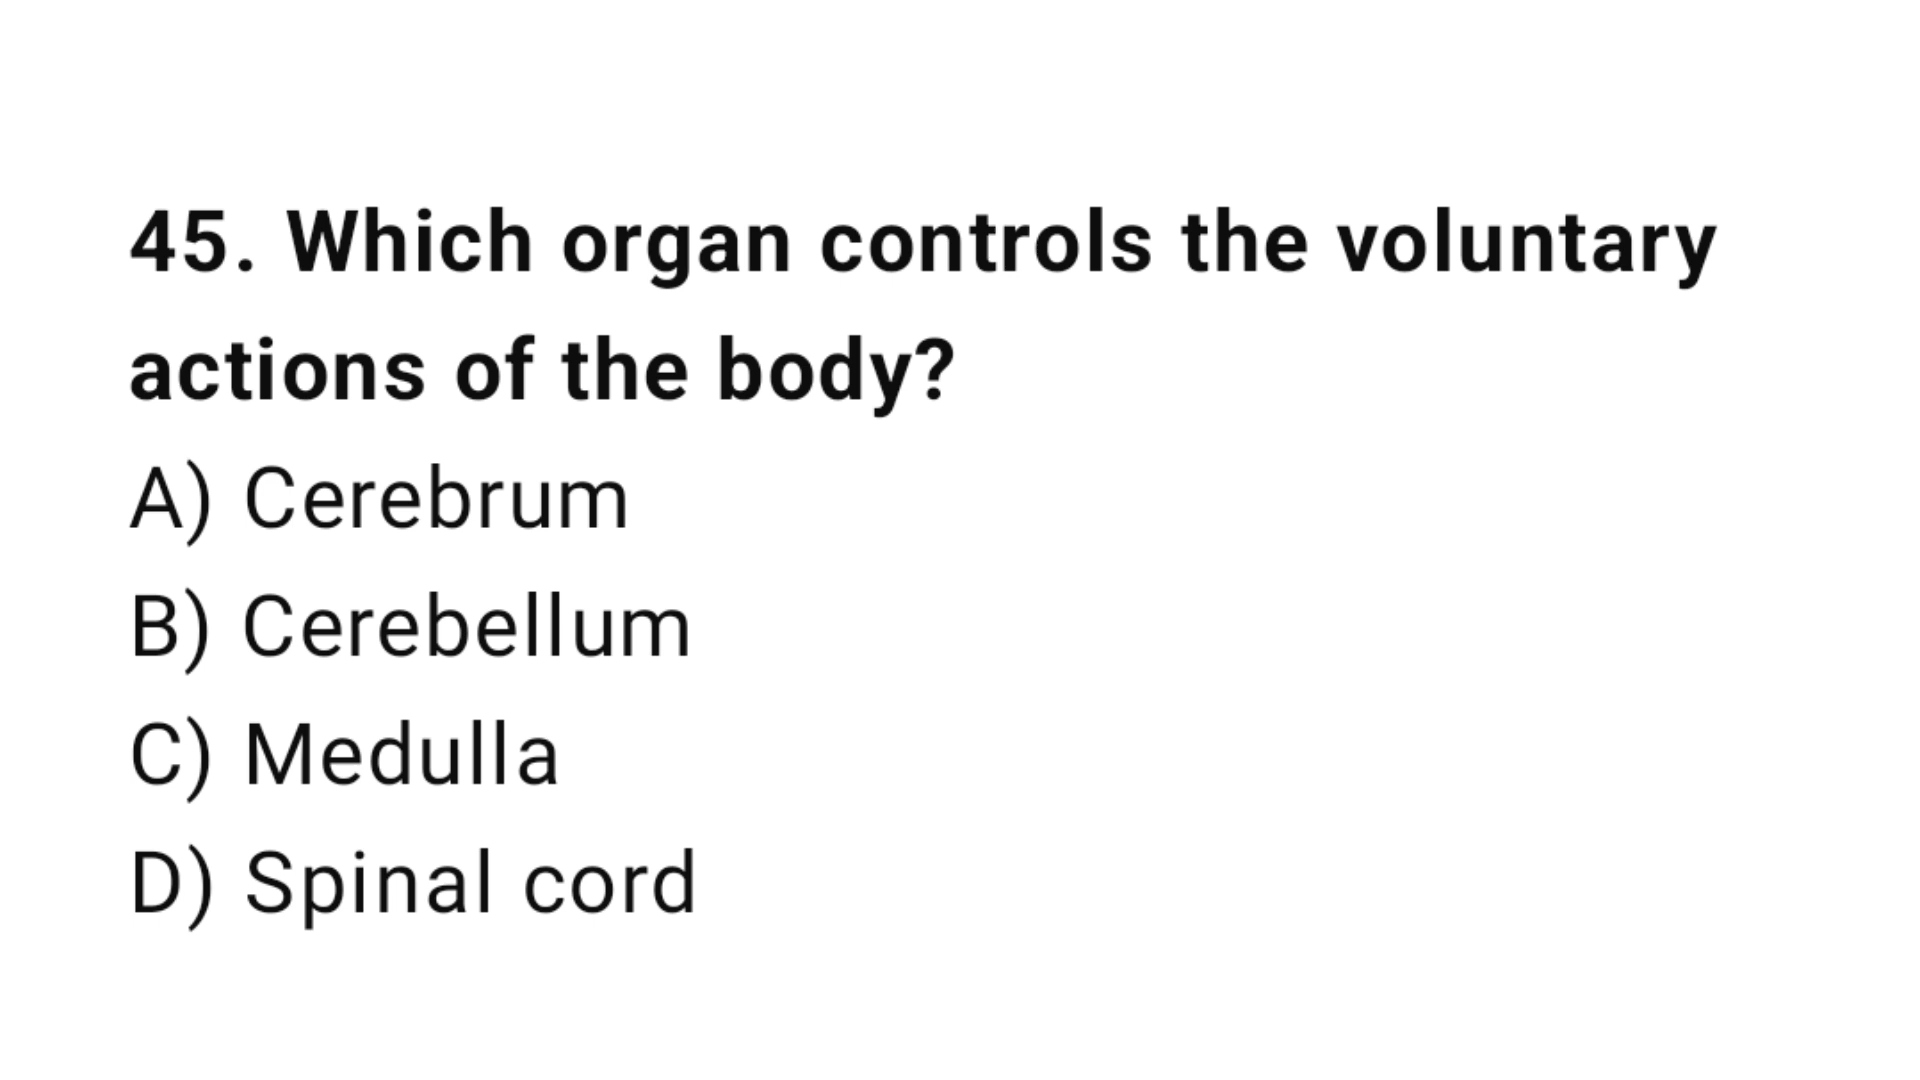 45. Which organ controls the voluntary
actions of the body?
A) Cerebrum
B) Cerebellum
C) Medulla
D) Spinal cord